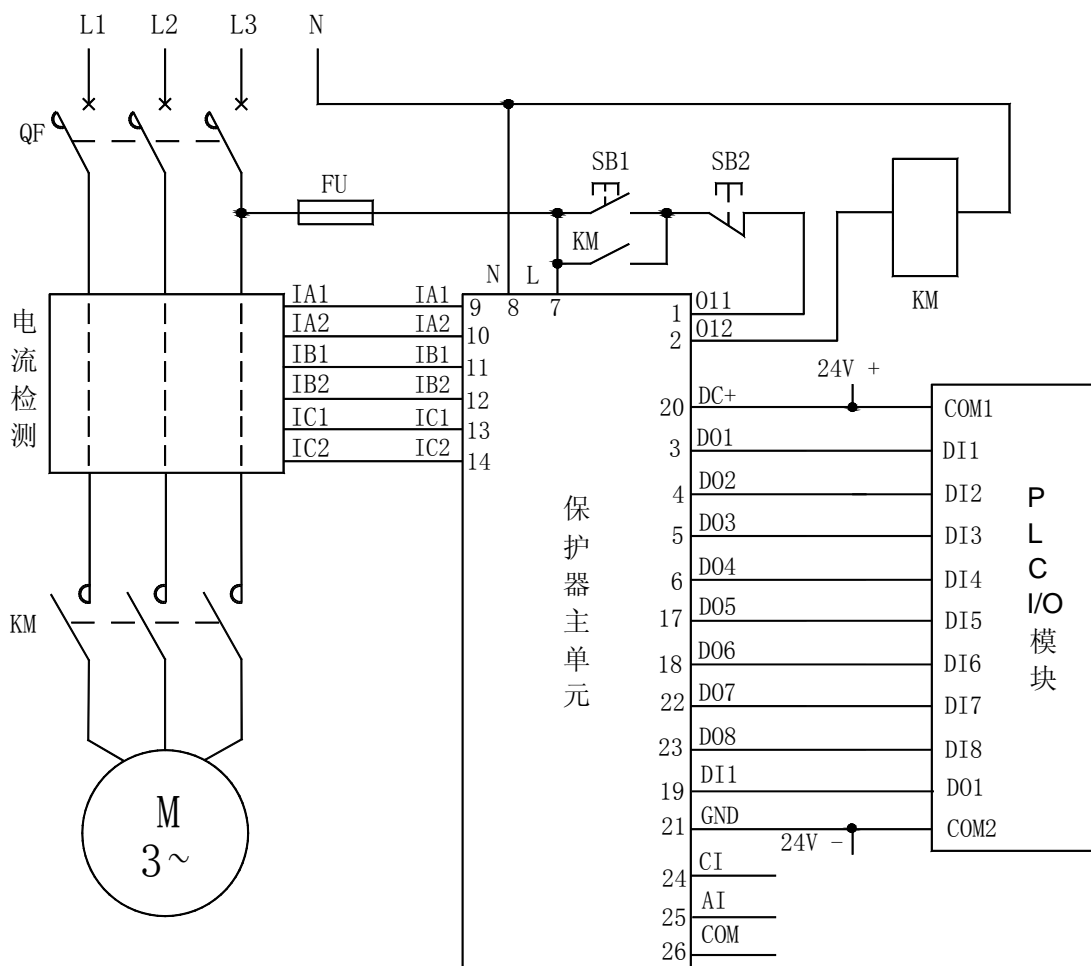 L1 L2 L3 N
QF
FU
SB1 SB2
KM
N L
KM
电流检测
IA1 IA1 9
IA2 IA2 10
IB1 IB1 11
IB2 IB2 12
IC1 IC1 13
IC2 IC2 14
8 7
1 O11
2 O12
24V +
20 DC+ COM1
3 DO1 DI1
4 DO2 DI2
5 DO3 DI3
6 DO4 DI4
17 DO5 DI5
18 DO6 DI6
22 DO7 DI7
23 DO8 DI8
19 DI1 DO1
21 GND COM2
24V -
24 CI
25 AI
26 COM
保护器主单元
PLC I/O模块
KM
M
3~